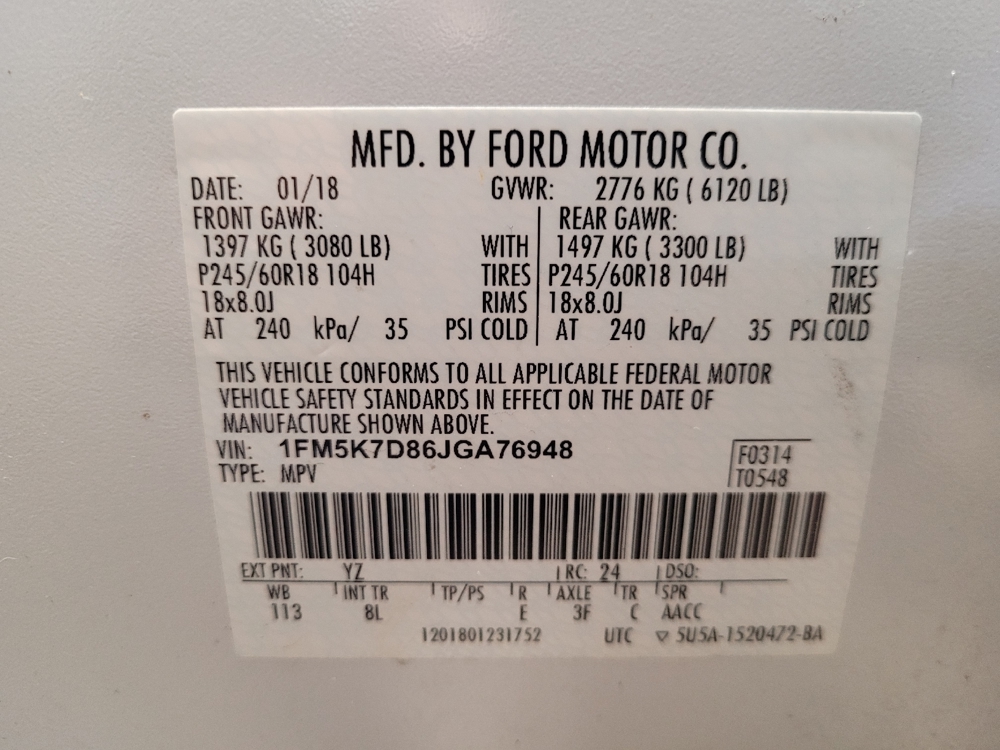 MFD. BY FORD MOTOR CO.
DATE: 01/18 GVWR: 2776 KG ( 6120 LB)
FRONT GAWR: REAR GAWR:
1397 KG ( 3080 LB) WITH 1497 KG ( 3300 LB) WITH
P245/60R18 104H TIRES P245/60R18 104H TIRES
18x8.0J RIMS 18x8.0J RIMS
AT 240 kPa/ 35 PSI COLD AT 240 kPa/ 35 PSI COLD
THIS VEHICLE CONFORMS TO ALL APPLICABLE FEDERAL MOTOR
VEHICLE SAFETY STANDARDS IN EFFECT ON THE DATE OF
MANUFACTURE SHOWN ABOVE.
VIN: 1FM5K7D86JGA76948 F0314
TYPE: MPV T0548
EXT PNT: YZ RC: 24 DSO:
WB INT TR TP/PS R AXLE TR SPR
113 8L E 3F C AACC
1201801231752 UTC ▽ 5U5A-1520472-BA